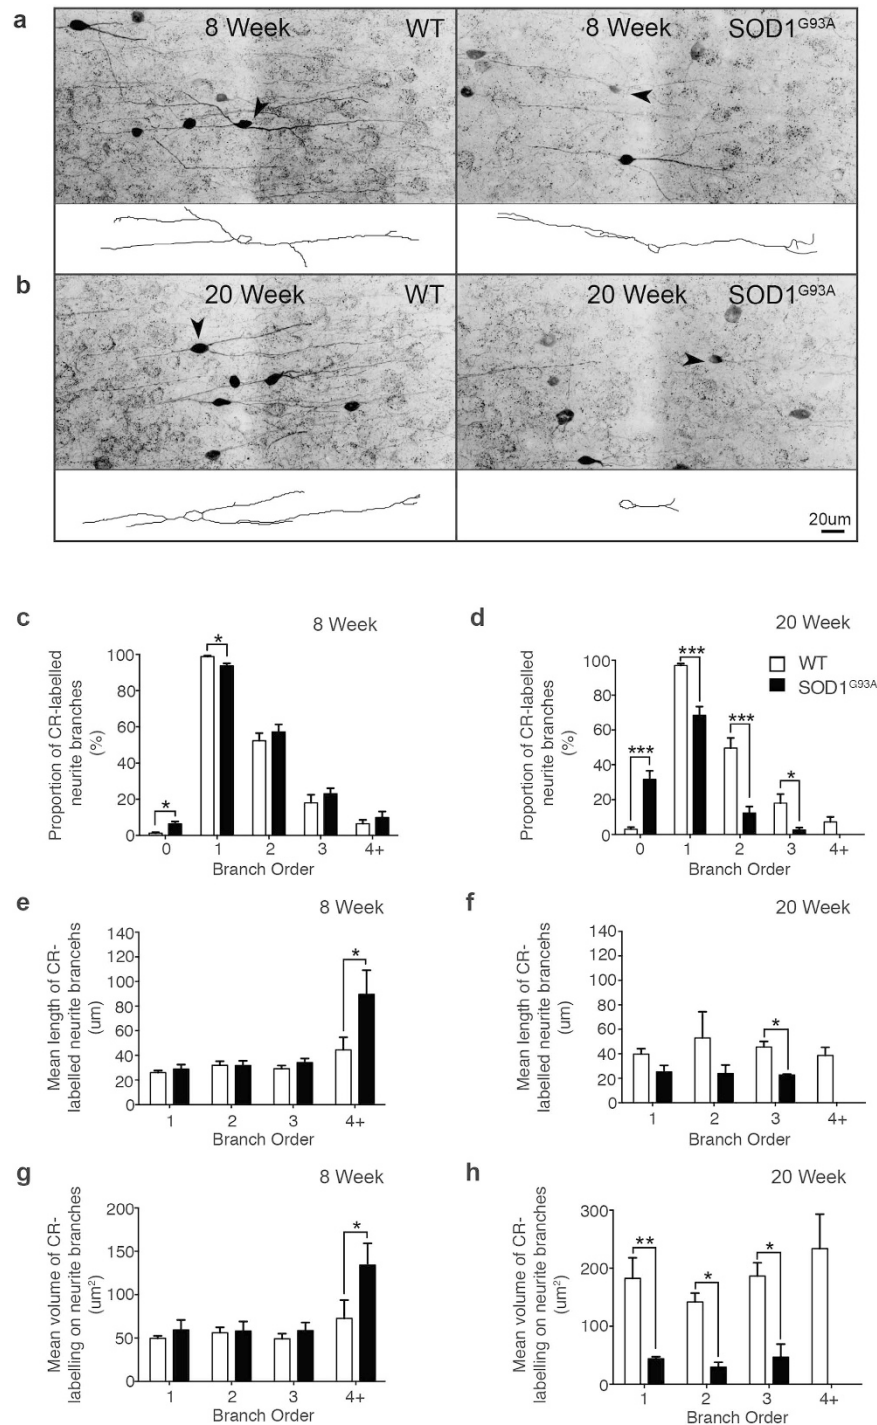 a
8 Week WT
8 Week SOD1G93A
b
20 Week WT
20 Week SOD1G93A
20um
c
8 Week
Proportion of CR-labelled
neurite branches
(%)
100
80
60
40
20
0
*
*
0 1 2 3 4+
Branch Order
d
20 Week
WT
SOD1G93A
Proportion of CR-labelled
neurite branches
(%)
100
80
60
40
20
0
***
***
***
*
0 1 2 3 4+
Branch Order
e
8 Week
Mean length of CR-
labelled neurite brancehs
(um)
140
120
100
80
60
40
20
0
*
1 2 3 4+
Branch Order
f
20 Week
Mean length of CR-
labelled neurite branches
(um)
140
120
100
80
60
40
20
0
*
1 2 3 4+
Branch Order
g
8 Week
Mean volume of CR-
labelling on neurite branches
(um²)
200
150
100
50
0
*
1 2 3 4+
Branch Order
h
20 Week
Mean volume of CR-
labelling on neurite branches
(um²)
300
200
100
0
**
*
*
1 2 3 4+
Branch Order